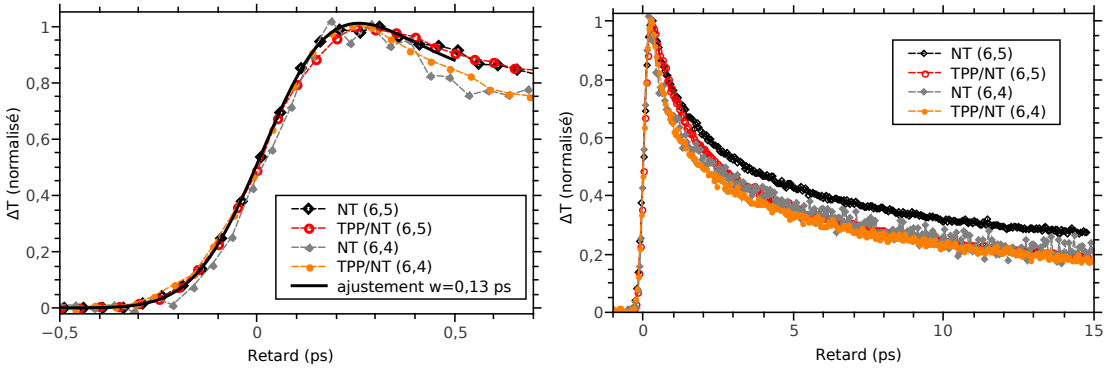 ΔT (normalisé)
1
0,8
0,6
0,4
0,2
0
−0,5
0
0,5
Retard (ps)
NT (6,5)
TPP/NT (6,5)
NT (6,4)
TPP/NT (6,4)
ajustement w=0,13 ps
ΔT (normalisé)
1
0,8
0,6
0,4
0,2
0
0
5
10
15
Retard (ps)
NT (6,5)
TPP/NT (6,5)
NT (6,4)
TPP/NT (6,4)